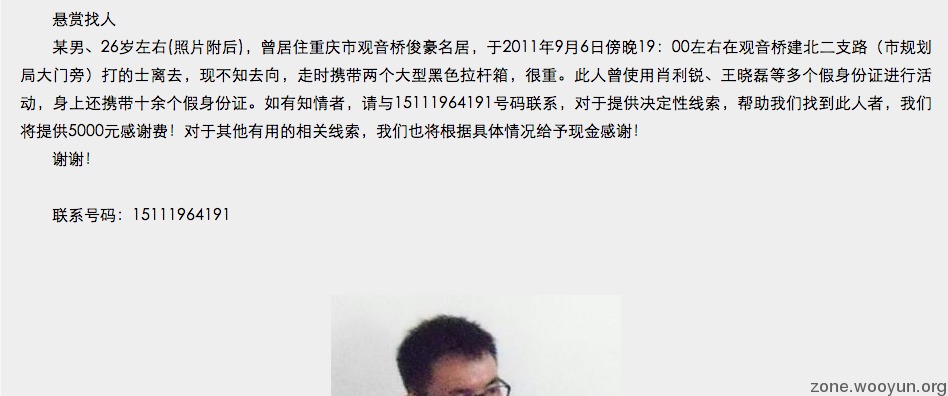 悬赏找人
某男、26岁左右(照片附后)，曾居住重庆市观音桥俊豪名居，于2011年9月6日傍晚19：00左右在观音桥建北二支路（市规划
局大门旁）打的士离去，现不知去向，走时携带两个大型黑色拉杆箱，很重。此人曾使用肖利锐、王晓磊等多个假身份证进行活
动，身上还携带十余个假身份证。如有知情者，请与15111964191号码联系，对于提供决定性线索，帮助我们找到此人者，我们
将提供5000元感谢费！对于其他有用的相关线索，我们也将根据具体情况给予现金感谢！
谢谢！
联系号码：15111964191
zone.wooyun.org